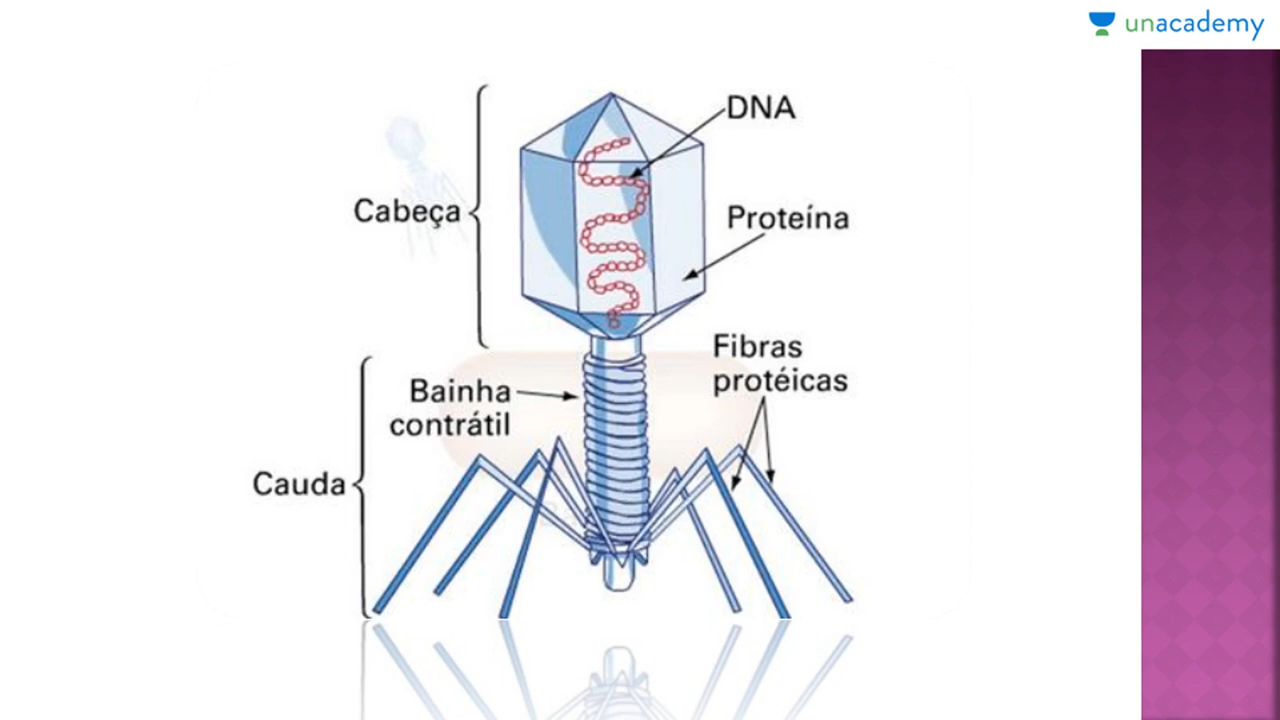 unacademy
DNA
Cabeça
Proteína
Fibras
protéicas
Bainha
contrátil
Cauda